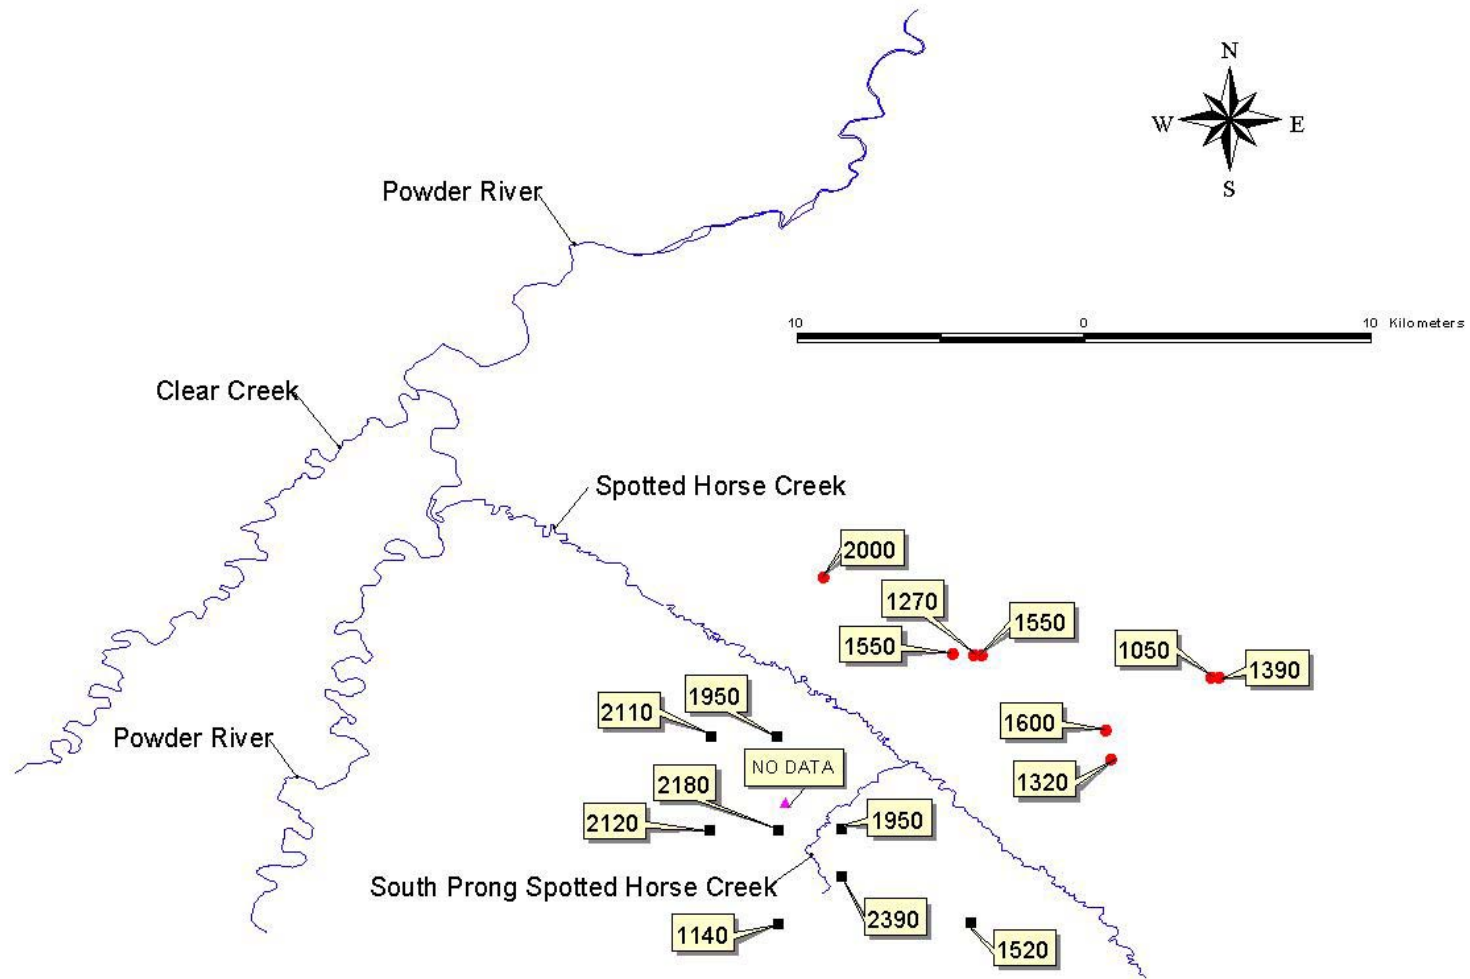 N
W E
S
Powder River
10 0 10 Kilometers
Clear Creek
Spotted Horse Creek
2000
1270
1550
1550
1050
1390
1950
2110
1600
Powder River
NO DATA
1320
2180
2120
1950
South Prong Spotted Horse Creek
2390
1140
1520